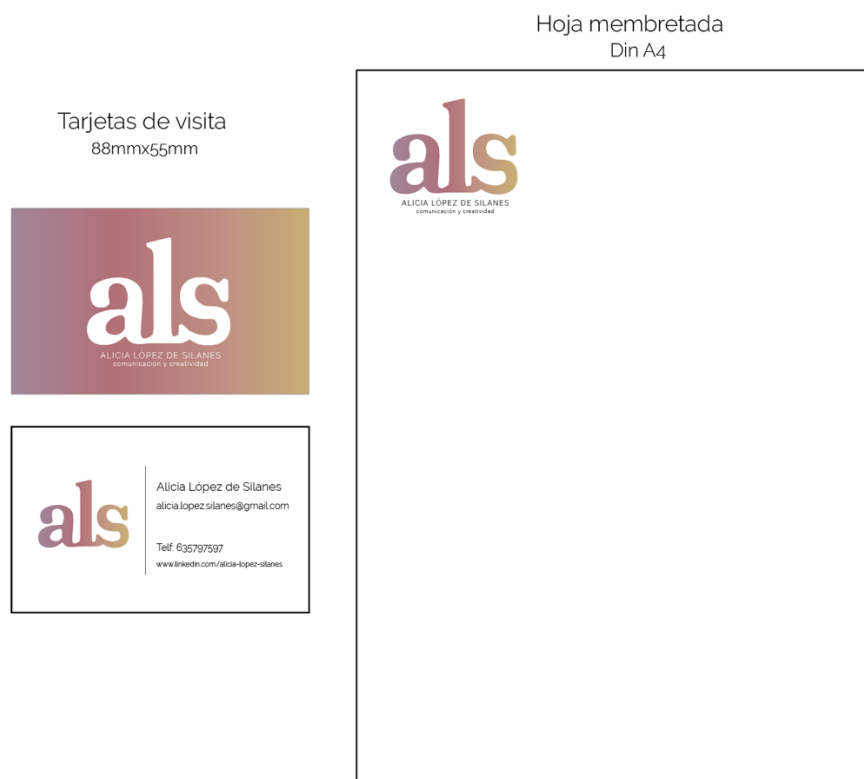 Hoja membretada
Din A4
Tarjetas de visita
88mmx55mm
als
ALICIA LÓPEZ DE SILANES
comunicación y creatividad
als
ALICIA LÓPEZ DE SILANES
comunicación y creatividad
als
Alicia López de Silanes
alicia.lopez.silanes@gmail.com
Telf: 635797597
www.linkedin.com/alicia-lopez-silanes